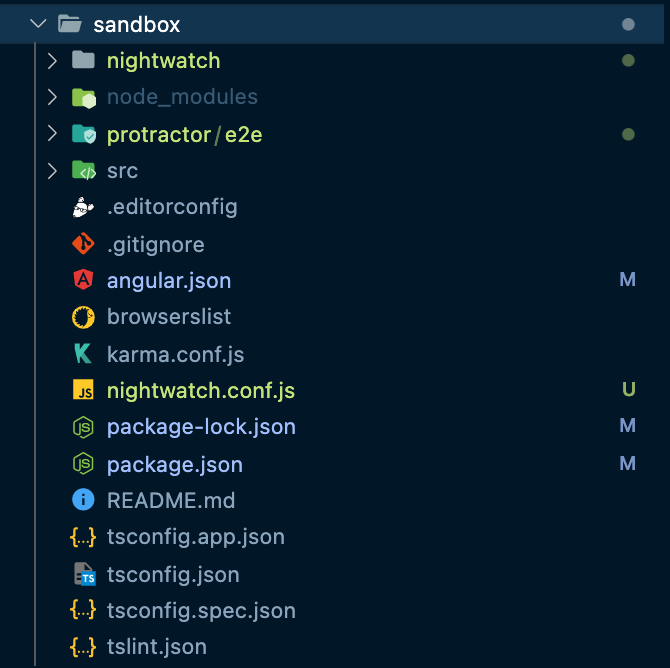 sandbox
nightwatch
node_modules
protractor/e2e
src
.editorconfig
.gitignore
angular.json M
browserslist
karma.conf.js
nightwatch.conf.js U
package-lock.json M
package.json M
README.md
tsconfig.app.json
tsconfig.json
tsconfig.spec.json
tslint.json